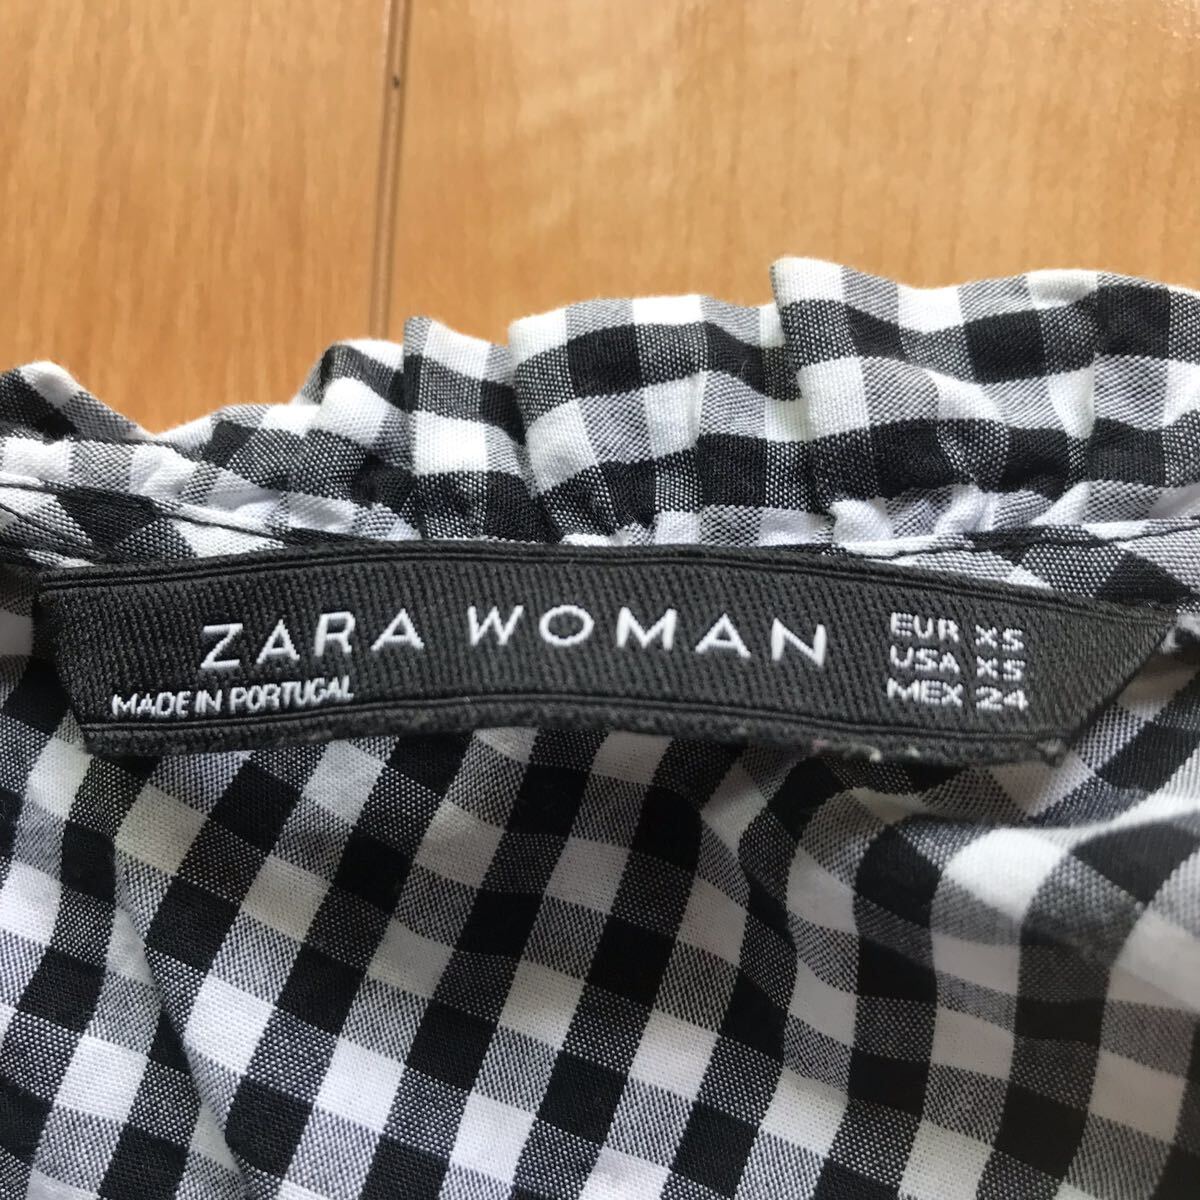 ZARA WOMAN
MADE IN PORTUGAL
EUR XS
USA XS
MEX 24